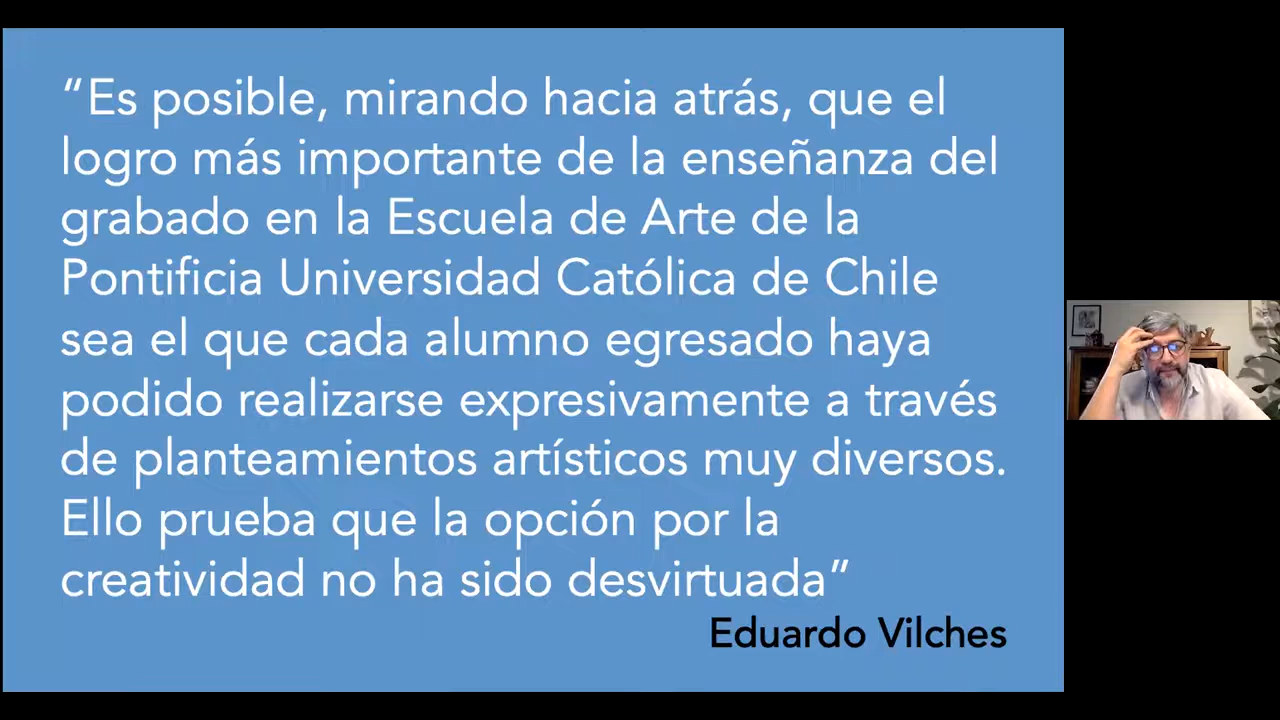 “Es posible, mirando hacia atrás, que el
logro más importante de la enseñanza del
grabado en la Escuela de Arte de la
Pontificia Universidad Católica de Chile
sea el que cada alumno egresado haya
podido realizarse expresivamente a través
de planteamientos artísticos muy diversos.
Ello prueba que la opción por la
creatividad no ha sido desvirtuada”
Eduardo Vilches